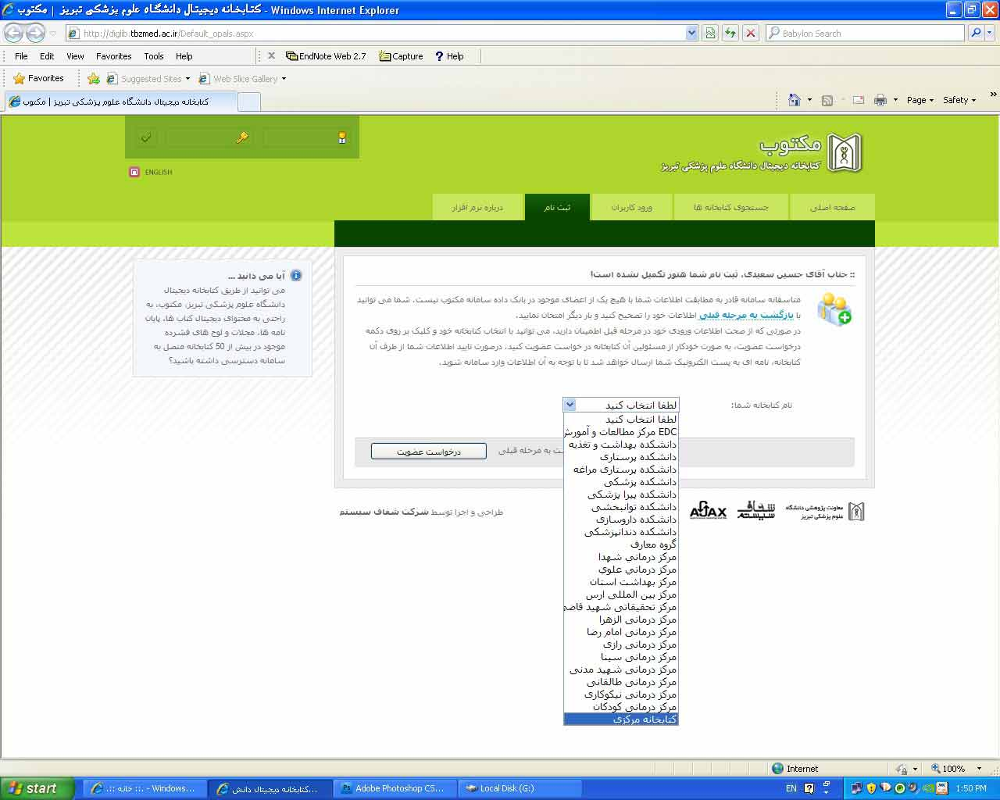 کتابخانه دیجیتال دانشگاه علوم پزشکی تبریز | مکتوب - Windows Internet Explorer
http://diglib.tbzmed.ac.ir/Default_opals.aspx
Babylon Search
File Edit View Favorites Tools Help
EndNote Web 2.7 Capture Help
Favorites Suggested Sites Web Slice Gallery
کتابخانه دیجیتال دانشگاه علوم پزشکی تبریز | مکتوب
Page Safety »
مکتوب
کتابخانه دیجیتال دانشگاه علوم پزشکی تبریز
ENGLISH
صفحه اصلی
جستجوی کتابخانه ها
ورود کاربران
ثبت نام
درباره نرم افزار
:: جناب آقای حسین سعیدی، ثبت نام شما هنوز تکمیل نشده است!
متاسفانه سامانه قادر به مطابقت اطلاعات شما با هیچ یک از اعضای موجود در بانک داده سامانه مکتوب نیست. شما می توانید
با بازگشت به مرحله قبلی اطلاعات خود را تصحیح کنید و بار دیگر امتحان نمایید.
در صورتی که از صحت اطلاعات ورودی خود در مرحله قبل اطمینان دارید، می توانید با انتخاب کتابخانه خود و کلیک بر روی دکمه
درخواست عضویت، به صورت خودکار از مسئولین آن کتابخانه در خواست عضویت کنید. درصورت تایید اطلاعات شما از طرف آن
کتابخانه، نامه ای به پست الکترونیک شما ارسال خواهد شد تا با توجه به آن اطلاعات وارد سامانه شوید.
نام کتابخانه شما:
لطفا انتخاب کنید
لطفا انتخاب کنید
EDC مرکز مطالعات و آموزش
دانشکده بهداشت و تغذیه
دانشکده پرستاری
دانشکده پرستاری مراغه
دانشکده پزشکی
دانشکده پیرا پزشکی
دانشکده توانبخشی
دانشکده داروسازی
دانشکده دندانپزشکی
گروه معارف
مرکز درماني شهدا
مرکز درماني علوي
مرکز بهداشت استان
مرکز بین المللی ارس
مرکز تحقیقاتی شهید قاضی
مرکز درمانی الزهرا
مرکز درمانی امام رضا
مرکز درمانی رازی
مرکز درمانی سینا
مرکز درمانی شهید مدنی
مرکز درمانی طالقانی
مرکز درمانی نیکوکاری
مرکز درمانی کودکان
کتابخانه مرکزی
ت به مرحله قبلی
درخواست عضویت
آیا می دانید ...
می توانید از طریق کتابخانه دیجیتال
دانشگاه علوم پزشکی تبریز، مکتوب، به
راحتی به محتوای دیجیتال کتاب ها، پایان
نامه ها، مجلات و لوح های فشرده
موجود در بیش از 50 کتابخانه متصل به
سامانه دسترسی داشته باشید؟
معاونت پژوهشی دانشگاه
علوم پزشکی تبریز
شفاف سیستم
AJAX
طراحی و اجرا توسط شرکت شفاف سیستم
Internet 100%
start
خانه ::. - Windows...
کتابخانه دیجیتال دانش...
Adobe Photoshop CS...
Local Disk (G:)
EN
1:50 PM